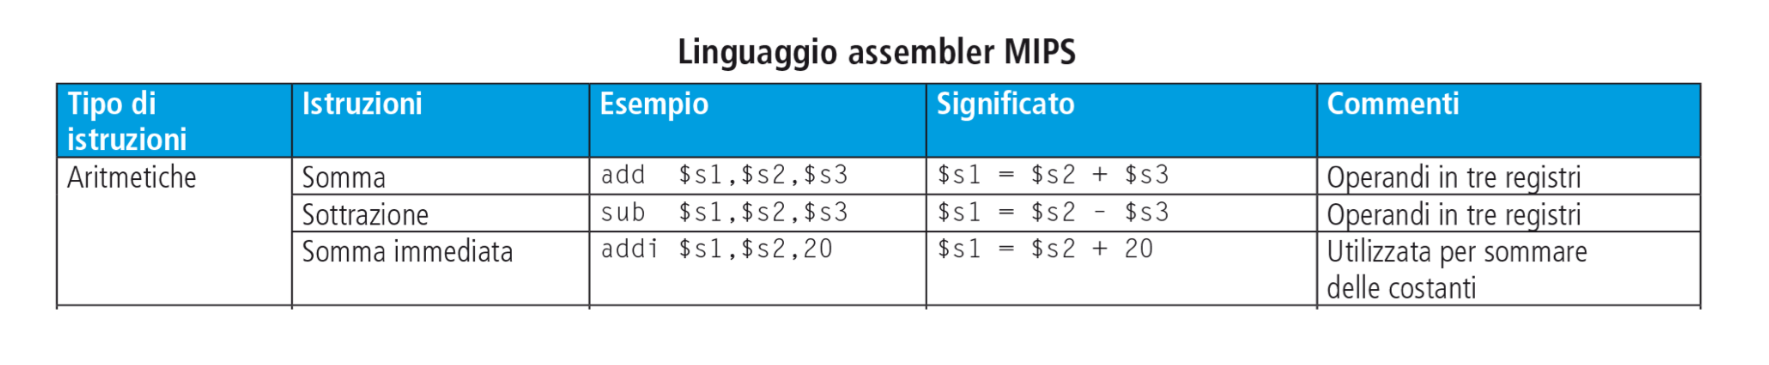 Linguaggio assembler MIPS
Tipo di istruzioni Istruzioni Esempio Significato Commenti
Aritmetiche Somma add $s1,$s2,$s3 $s1 = $s2 + $s3 Operandi in tre registri
Sottrazione sub $s1,$s2,$s3 $s1 = $s2 - $s3 Operandi in tre registri
Somma immediata addi $s1,$s2,20 $s1 = $s2 + 20 Utilizzata per sommare
delle costanti